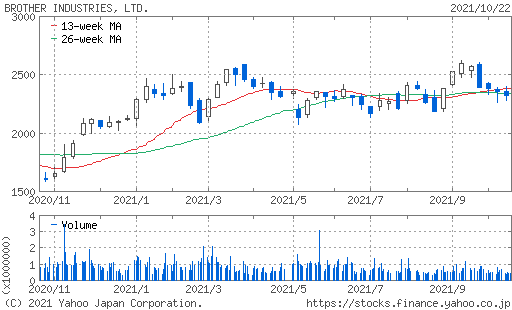 BROTHER INDUSTRIES, LTD. 2021/10/22
3000
13-week MA
26-week MA
2500
2000
1500
2020/11 2021/1 2021/3 2021/5 2021/7 2021/9
4
Volume
3
2
1
0
(x1000000)
2020/11 2021/1 2021/3 2021/5 2021/7 2021/9
(C) 2021 Yahoo Japan Corporation. https://stocks.finance.yahoo.co.jp/